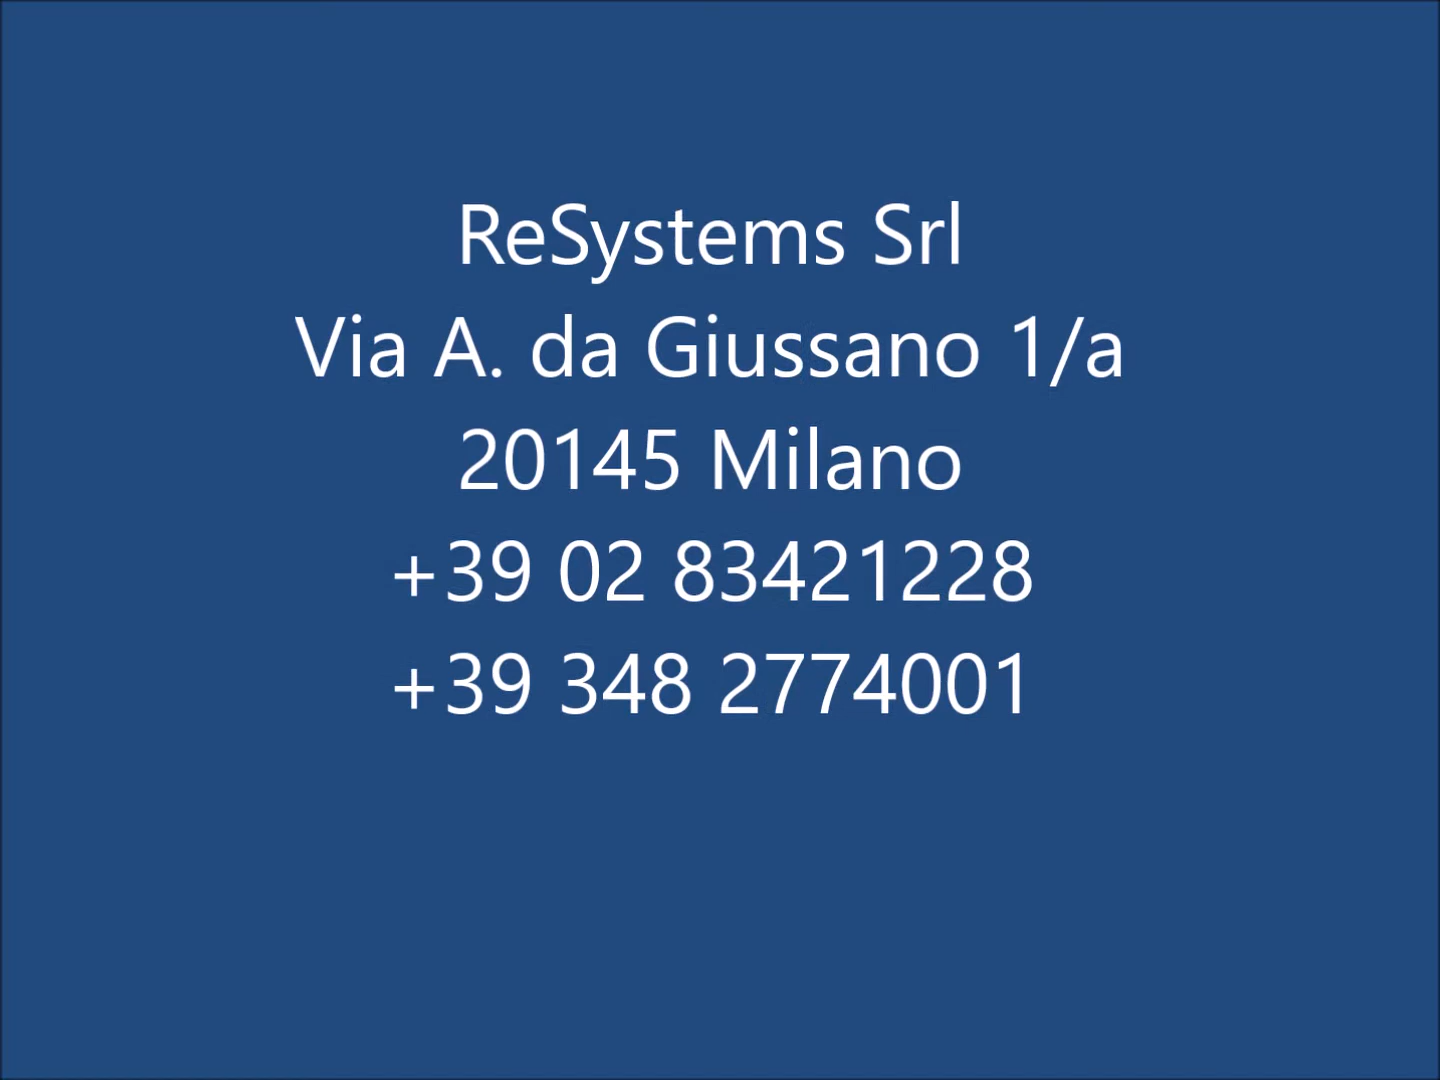 ReSystems Srl
Via A. da Giussano 1/a
20145 Milano
+39 02 83421228
+39 348 2774001